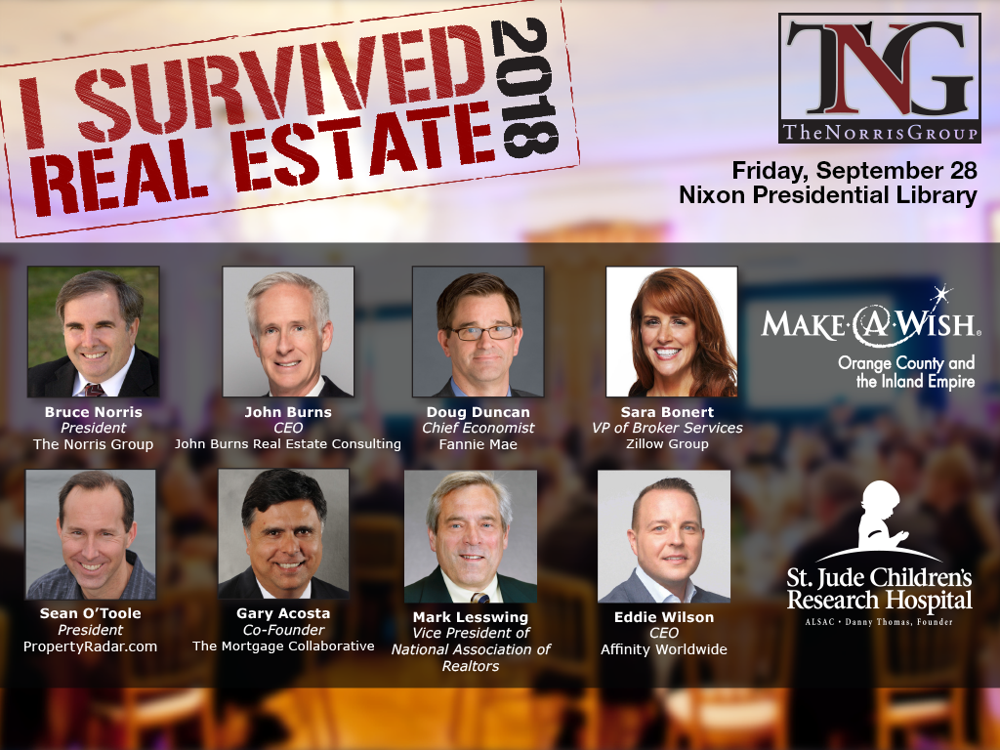 I SURVIVED
REAL ESTATE
2018
TNG
THENORRISGROUP
Friday, September 28
Nixon Presidential Library
Bruce Norris
President
The Norris Group
John Burns
CEO
John Burns Real Estate Consulting
Doug Duncan
Chief Economist
Fannie Mae
Sara Bonert
VP of Broker Services
Zillow Group
MAKE·A·WISH®
Orange County and
the Inland Empire
Sean O’Toole
President
PropertyRadar.com
Gary Acosta
Co-Founder
The Mortgage Collaborative
Mark Lesswing
Vice President of
National Association of
Realtors
Eddie Wilson
CEO
Affinity Worldwide
St. Jude Children's
Research Hospital
ALSAC • Danny Thomas, Founder